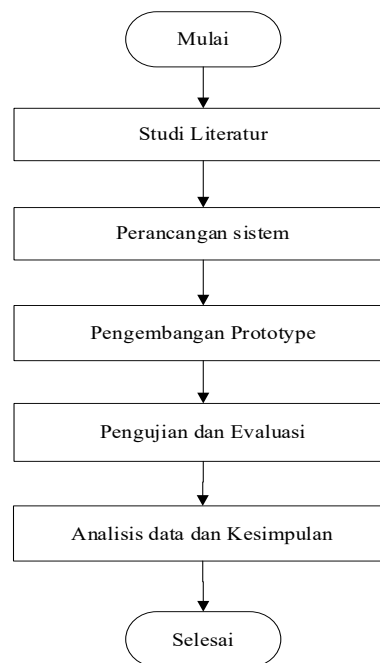 Mulai
Studi Literatur
Perancangan sistem
Pengembangan Prototype
Pengujian dan Evaluasi
Analisis data dan Kesimpulan
Selesai